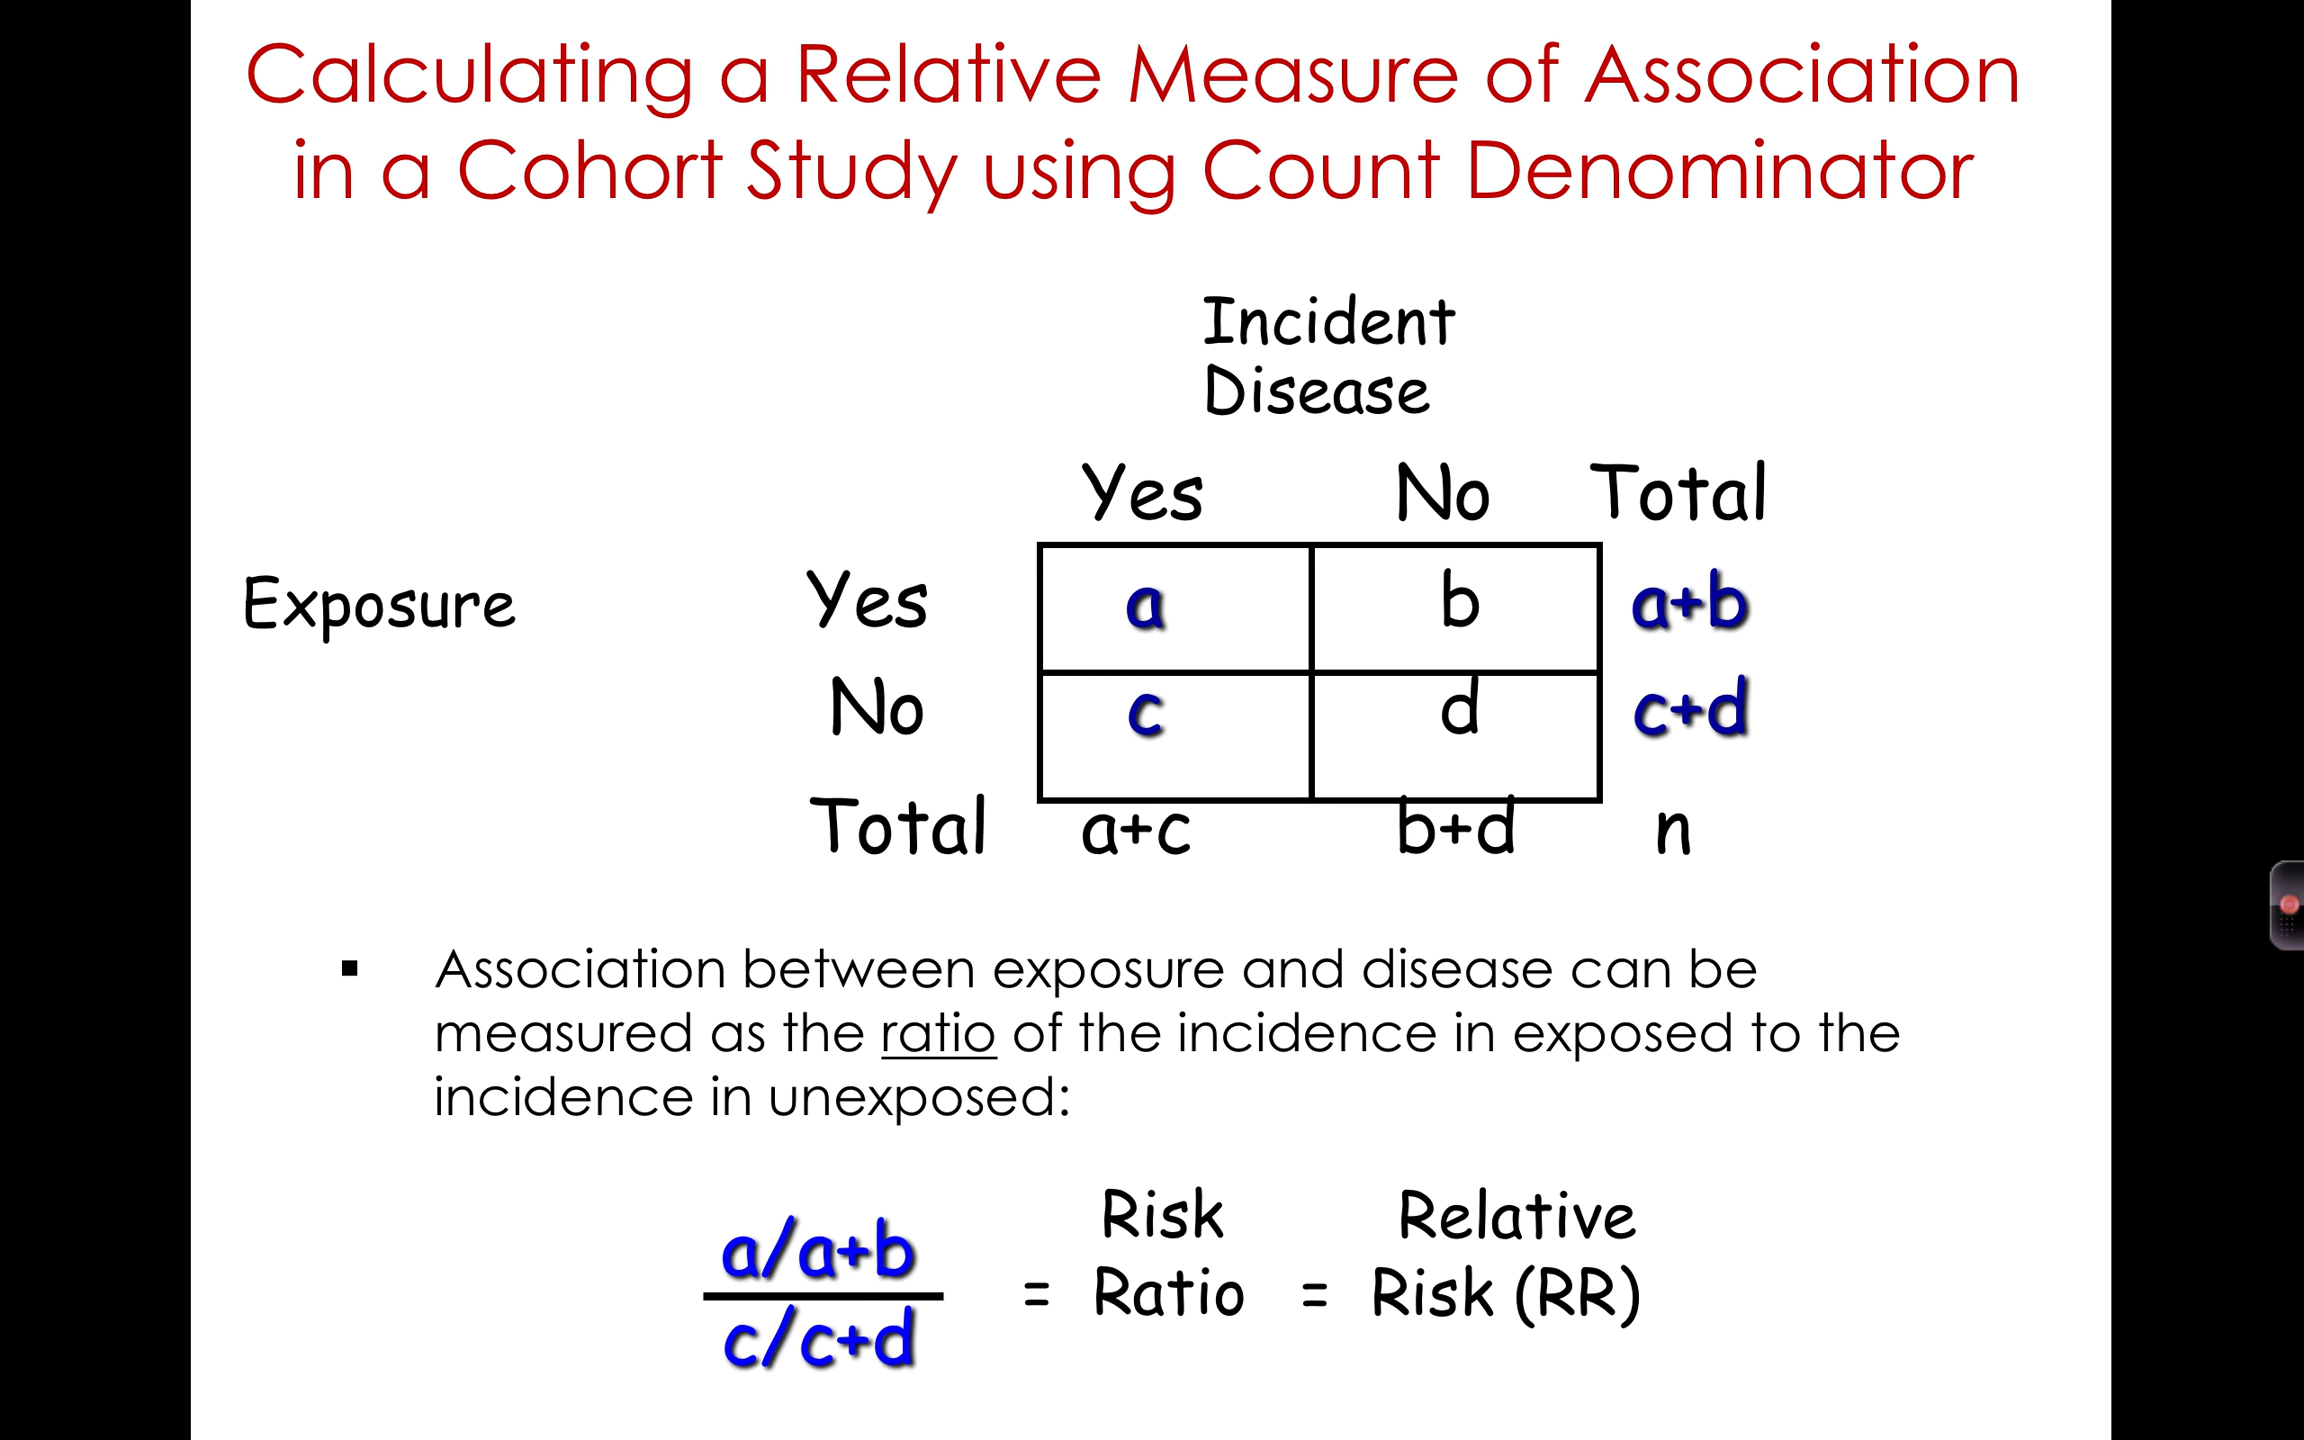 Calculating a Relative Measure of Association
in a Cohort Study using Count Denominator
Incident
Disease
Yes No Total
Exposure Yes a b a+b
No c d c+d
Total a+c b+d n
▪ Association between exposure and disease can be
measured as the ratio of the incidence in exposed to the
incidence in unexposed:
a/a+b
c/c+d
= Risk
Ratio
= Relative
Risk (RR)